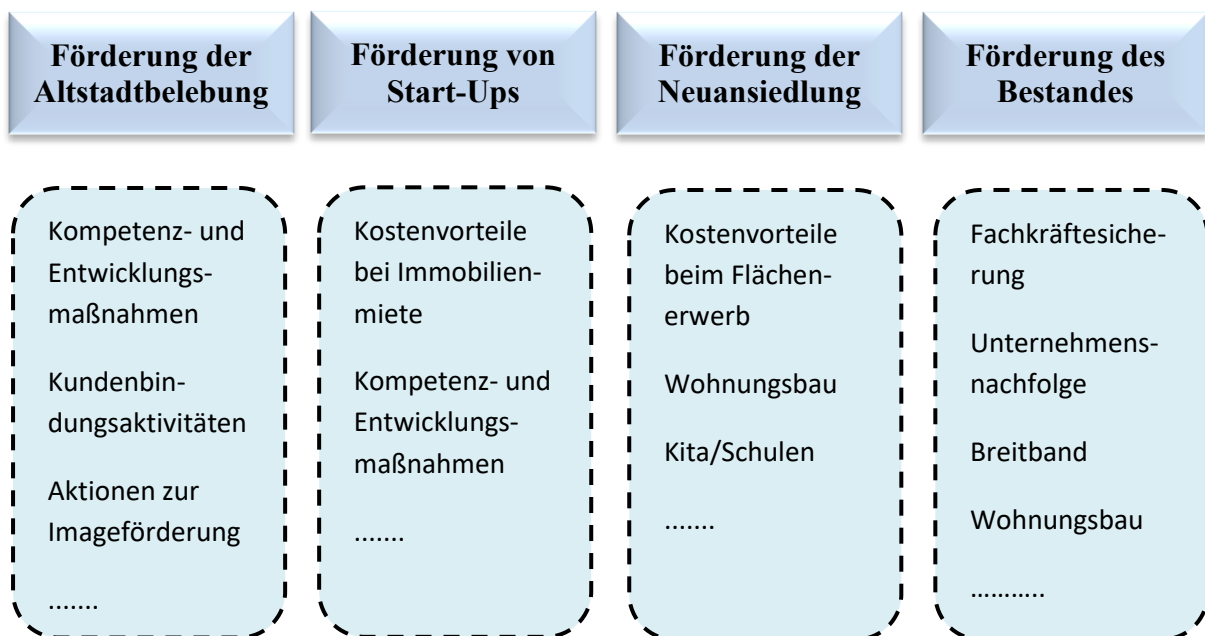 Förderung der
Altstadtbelebung
Förderung von
Start-Ups
Förderung der
Neuansiedlung
Förderung des
Bestandes
Kompetenz- und
Entwicklungs-
maßnahmen
Kundenbin-
dungsaktivitäten
Aktionen zur
Imageförderung
.......
Kostenvorteile
bei Immobilien-
miete
Kompetenz- und
Entwicklungs-
maßnahmen
.......
Kostenvorteile
beim Flächen-
erwerb
Wohnungsbau
Kita/Schulen
.......
Fachkräftesiche-
rung
Unternehmens-
nachfolge
Breitband
Wohnungsbau
………..